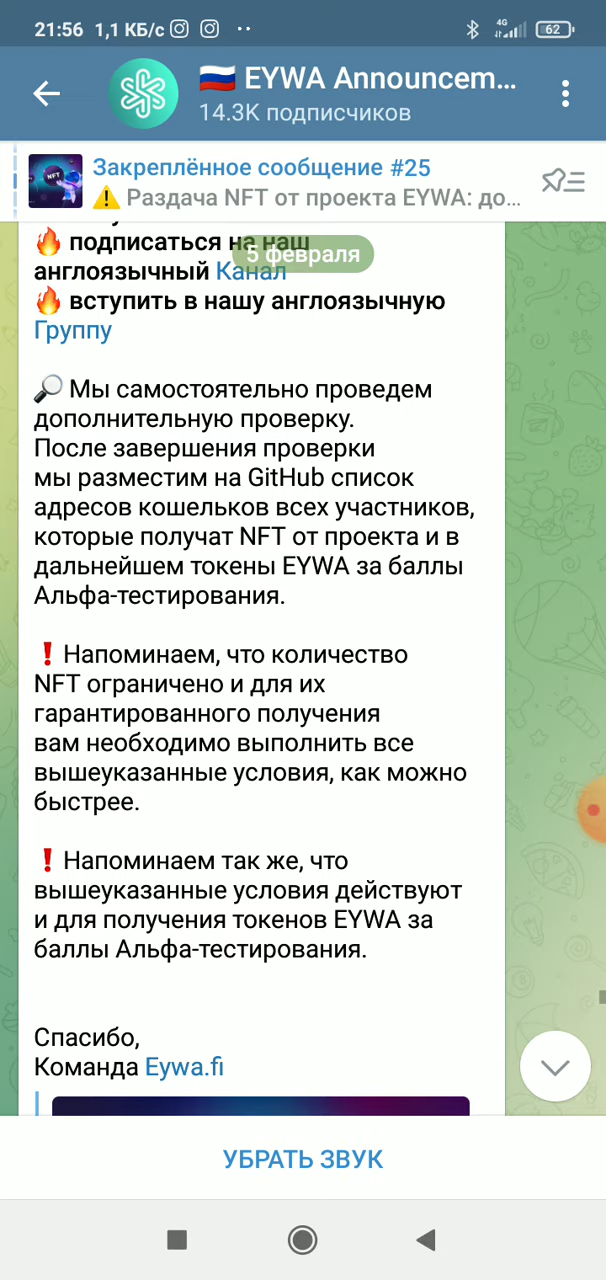 21:56 1,1 КБ/с
4G
62
EYWA Announcem...
14.3K подписчиков
Закреплённое сообщение #25
Раздача NFT от проекта EYWA: до...
NFT
подписаться на наш
5 февраля
англоязычный Канал
вступить в нашу англоязычную
Группу
Мы самостоятельно проведем
дополнительную проверку.
После завершения проверки
мы разместим на GitHub список
адресов кошельков всех участников,
которые получат NFT от проекта и в
дальнейшем токены EYWA за баллы
Альфа-тестирования.
Напоминаем, что количество
NFT ограничено и для их
гарантированного получения
вам необходимо выполнить все
вышеуказанные условия, как можно
быстрее.
Напоминаем так же, что
вышеуказанные условия действуют
и для получения токенов EYWA за
баллы Альфа-тестирования.
Спасибо,
Команда Eywa.fi
УБРАТЬ ЗВУК